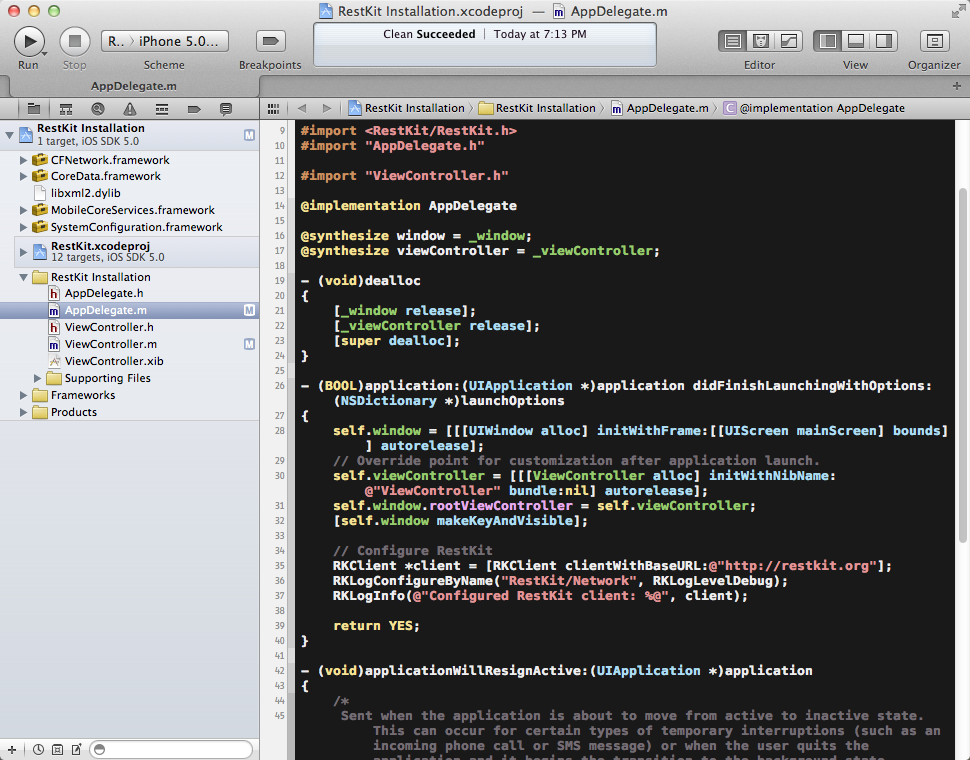 RestKit Installation.xcodeproj — AppDelegate.m
R.. 〉 iPhone 5.0...
Clean Succeeded | Today at 7:13 PM
Run Stop Scheme Breakpoints Editor View Organizer
AppDelegate.m
RestKit Installation 〉 RestKit Installation 〉 AppDelegate.m 〉 C @implementation AppDelegate
RestKit Installation M
1 target, iOS SDK 5.0
CFNetwork.framework
CoreData.framework
libxml2.dylib
MobileCoreServices.framework
SystemConfiguration.framework
RestKit.xcodeproj
12 targets, iOS SDK 5.0
RestKit Installation
h AppDelegate.h
m AppDelegate.m M
h ViewController.h
m ViewController.m M
ViewController.xib
Supporting Files
Frameworks
Products
9 #import <RestKit/RestKit.h>
10 #import "AppDelegate.h"
11
12 #import "ViewController.h"
13
14 @implementation AppDelegate
15
16 @synthesize window = _window;
17 @synthesize viewController = _viewController;
18
19 - (void)dealloc
20 {
21 [_window release];
22 [_viewController release];
23 [super dealloc];
24 }
25
26 - (BOOL)application:(UIApplication *)application didFinishLaunchingWithOptions:
(NSDictionary *)launchOptions
27 {
28 self.window = [[[UIWindow alloc] initWithFrame:[[UIScreen mainScreen] bounds]
] autorelease];
29 // Override point for customization after application launch.
30 self.viewController = [[[ViewController alloc] initWithNibName:
@"ViewController" bundle:nil] autorelease];
31 self.window.rootViewController = self.viewController;
32 [self.window makeKeyAndVisible];
33
34 // Configure RestKit
35 RKClient *client = [RKClient clientWithBaseURL:@"http://restkit.org"];
36 RKLogConfigureByName("RestKit/Network", RKLogLevelDebug);
37 RKLogInfo(@"Configured RestKit client: %@", client);
38
39 return YES;
40 }
41
42 - (void)applicationWillResignActive:(UIApplication *)application
43 {
44 /*
45 Sent when the application is about to move from active to inactive state.
This can occur for certain types of temporary interruptions (such as an
incoming phone call or SMS message) or when the user quits the
application and it begins the transition to the background state.